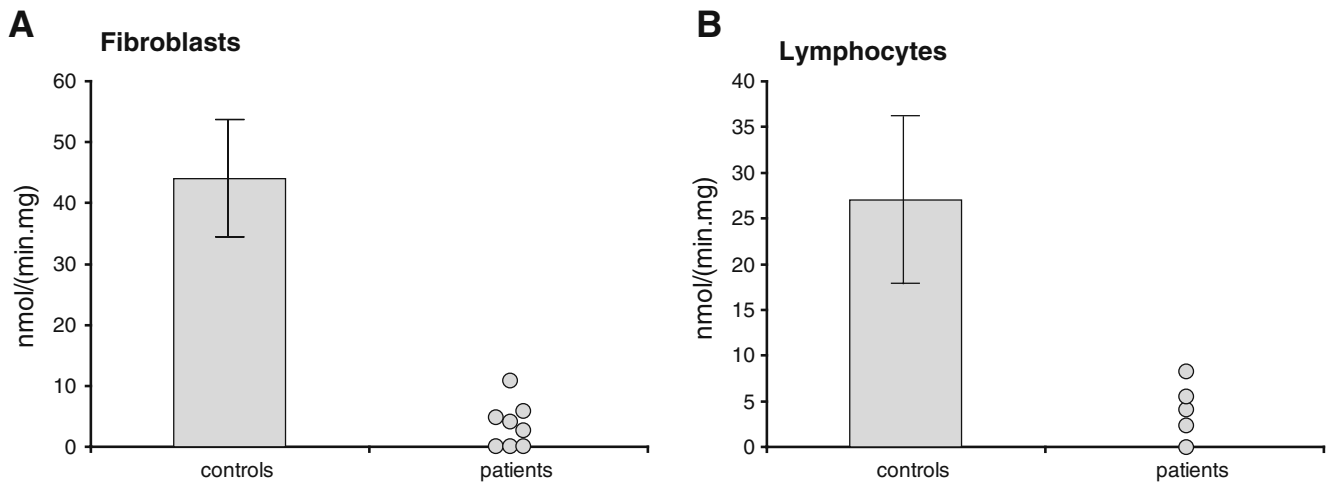 A
Fibroblasts
nmol/(min.mg)
60
50
40
30
20
10
0
controls
patients
B
Lymphocytes
nmol/(min.mg)
40
35
30
25
20
15
10
5
0
controls
patients